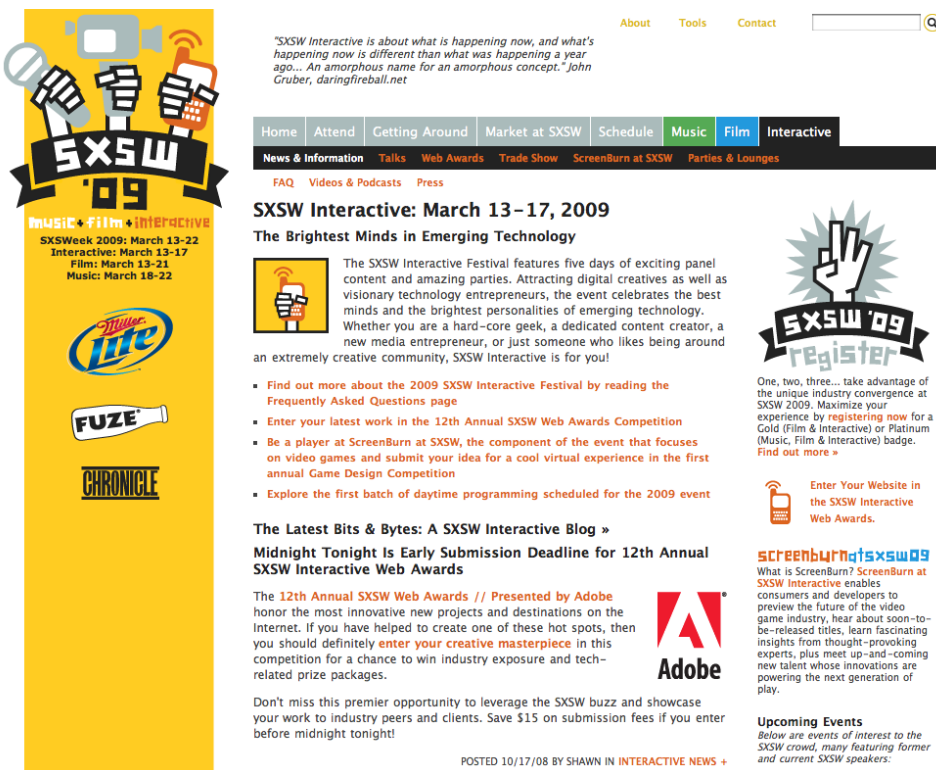 SXSW
'09
music+film+interactive
SXSWeek 2009: March 13-22
Interactive: March 13-17
Film: March 13-21
Music: March 18-22
Miller
Lite
FUZE
CHRONICLE
About Tools Contact
"SXSW Interactive is about what is happening now, and what's
happening now is different than what was happening a year
ago... An amorphous name for an amorphous concept." John
Gruber, daringfireball.net
Home Attend Getting Around Market at SXSW Schedule Music Film Interactive
News & Information Talks Web Awards Trade Show ScreenBurn at SXSW Parties & Lounges
FAQ Videos & Podcasts Press
SXSW Interactive: March 13-17, 2009
The Brightest Minds in Emerging Technology
The SXSW Interactive Festival features five days of exciting panel
content and amazing parties. Attracting digital creatives as well as
visionary technology entrepreneurs, the event celebrates the best
minds and the brightest personalities of emerging technology.
Whether you are a hard-core geek, a dedicated content creator, a
new media entrepreneur, or just someone who likes being around
an extremely creative community, SXSW Interactive is for you!
Find out more about the 2009 SXSW Interactive Festival by reading the
Frequently Asked Questions page
Enter your latest work in the 12th Annual SXSW Web Awards Competition
Be a player at ScreenBurn at SXSW, the component of the event that focuses
on video games and submit your idea for a cool virtual experience in the first
annual Game Design Competition
Explore the first batch of daytime programming scheduled for the 2009 event
The Latest Bits & Bytes: A SXSW Interactive Blog »
Midnight Tonight Is Early Submission Deadline for 12th Annual
SXSW Interactive Web Awards
The 12th Annual SXSW Web Awards // Presented by Adobe
honor the most innovative new projects and destinations on the
Internet. If you have helped to create one of these hot spots, then
you should definitely enter your creative masterpiece in this
competition for a chance to win industry exposure and tech-
related prize packages.
Adobe
Don't miss this premier opportunity to leverage the SXSW buzz and showcase
your work to industry peers and clients. Save $15 on submission fees if you enter
before midnight tonight!
POSTED 10/17/08 BY SHAWN IN INTERACTIVE NEWS +
SXSW '09
register
One, two, three... take advantage of
the unique industry convergence at
SXSW 2009. Maximize your
experience by registering now for a
Gold (Film & Interactive) or Platinum
(Music, Film & Interactive) badge.
Find out more »
Enter Your Website in
the SXSW Interactive
Web Awards.
screenburnatsxsw09
What is ScreenBurn? ScreenBurn at
SXSW Interactive enables
consumers and developers to
preview the future of the video
game industry, hear about soon-to-
be-released titles, learn fascinating
insights from thought-provoking
experts, plus meet up-and-coming
new talent whose innovations are
powering the next generation of
play.
Upcoming Events
Below are events of interest to the
SXSW crowd, many featuring former
and current SXSW speakers: